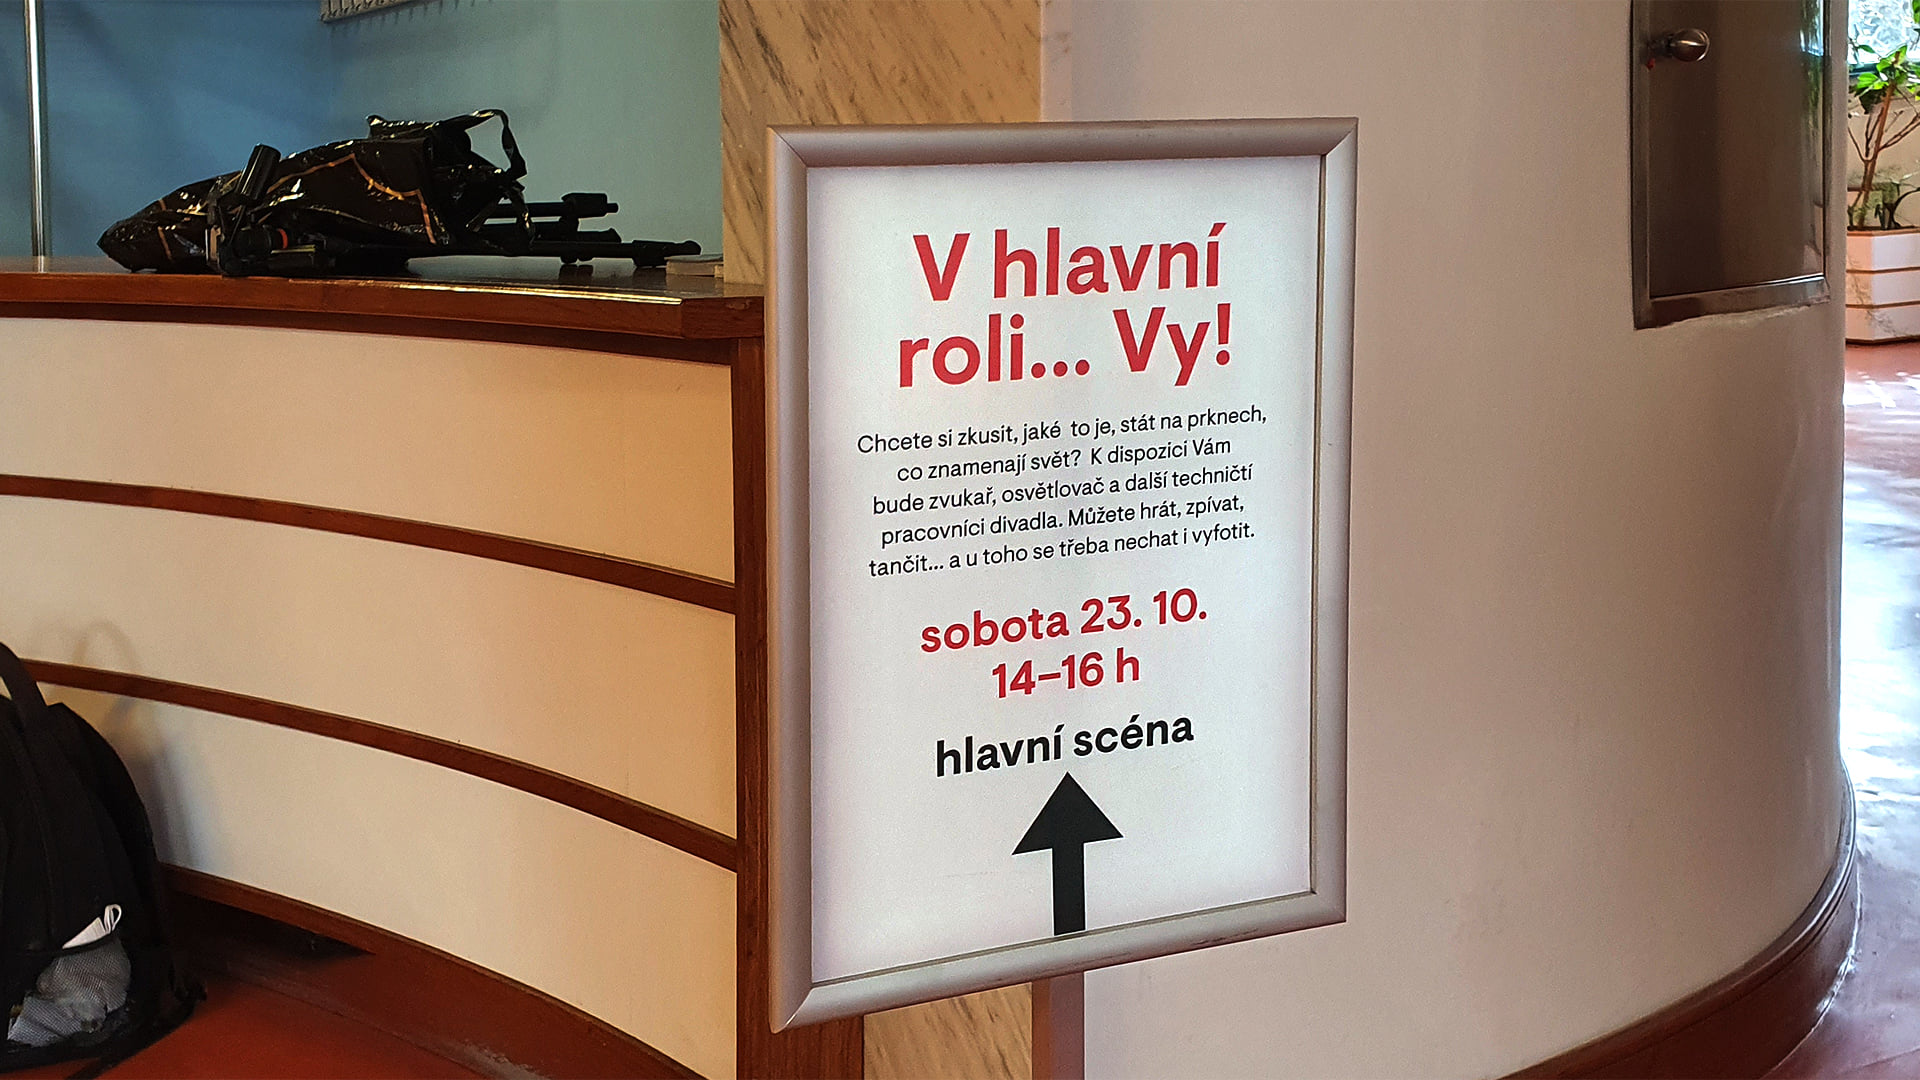 V hlavní
roli... Vy!
Chcete si zkusit, jaké to je, stát na prknech,
co znamenají svět? K dispozici Vám
bude zvukař, osvětlovač a další techničtí
pracovníci divadla. Můžete hrát, zpívat,
tančit... a u toho se třeba nechat i vyfotit.
sobota 23. 10.
14–16 h
hlavní scéna